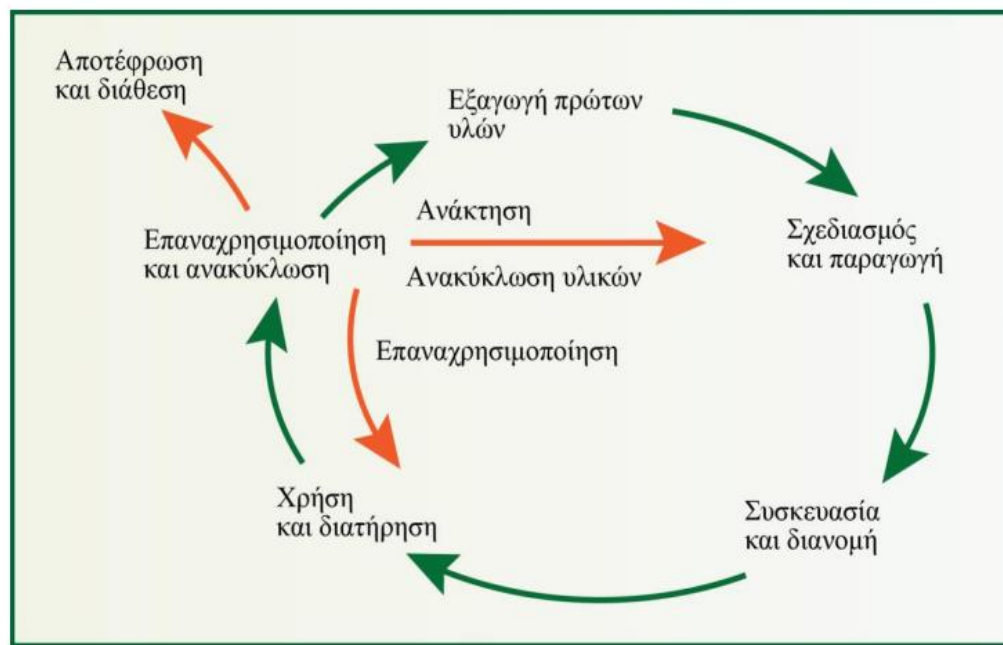 Αποτέφρωση
και διάθεση
Εξαγωγή πρώτων
υλών
Ανάκτηση
Επαναχρησιμοποίηση
και ανακύκλωση
Ανακύκλωση υλικών
Σχεδιασμός
και παραγωγή
Επαναχρησιμοποίηση
Χρήση
και διατήρηση
Συσκευασία
και διανομή